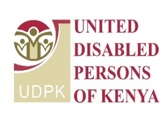 UNITED
DISABLED
PERSONS
OF KENYA
UDPK